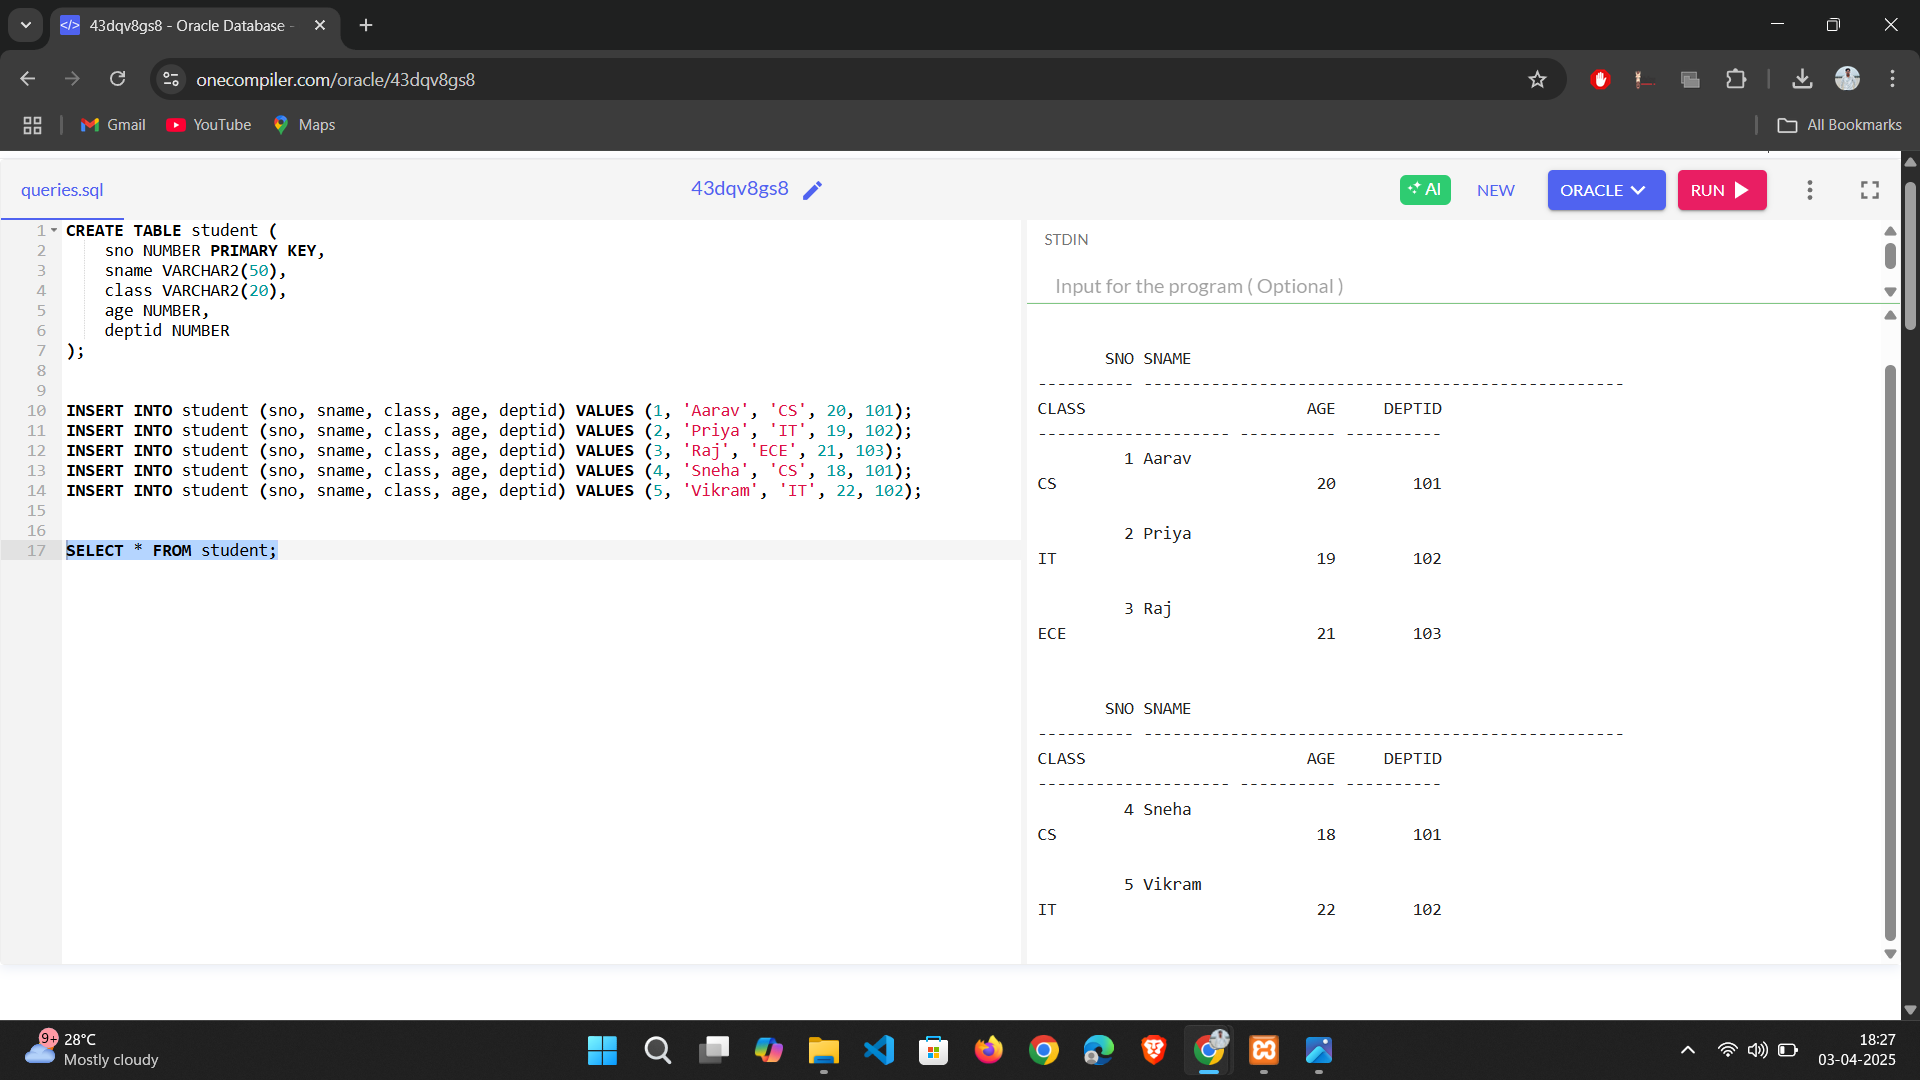 43dqv8gs8 - Oracle Database -
onecompiler.com/oracle/43dqv8gs8
Gmail YouTube Maps All Bookmarks
queries.sql 43dqv8gs8 AI NEW ORACLE RUN
1 CREATE TABLE student (
2 sno NUMBER PRIMARY KEY,
3 sname VARCHAR2(50),
4 class VARCHAR2(20),
5 age NUMBER,
6 deptid NUMBER
7 );
8
9
10 INSERT INTO student (sno, sname, class, age, deptid) VALUES (1, 'Aarav', 'CS', 20, 101);
11 INSERT INTO student (sno, sname, class, age, deptid) VALUES (2, 'Priya', 'IT', 19, 102);
12 INSERT INTO student (sno, sname, class, age, deptid) VALUES (3, 'Raj', 'ECE', 21, 103);
13 INSERT INTO student (sno, sname, class, age, deptid) VALUES (4, 'Sneha', 'CS', 18, 101);
14 INSERT INTO student (sno, sname, class, age, deptid) VALUES (5, 'Vikram', 'IT', 22, 102);
15
16
17 SELECT * FROM student;
STDIN
Input for the program ( Optional )
SNO SNAME
---------- --------------------------------------------------
CLASS AGE DEPTID
-------------------- ---------- ----------
1 Aarav
CS 20 101
2 Priya
IT 19 102
3 Raj
ECE 21 103
SNO SNAME
---------- --------------------------------------------------
CLASS AGE DEPTID
-------------------- ---------- ----------
4 Sneha
CS 18 101
5 Vikram
IT 22 102
9+ 28°C
Mostly cloudy
18:27
03-04-2025